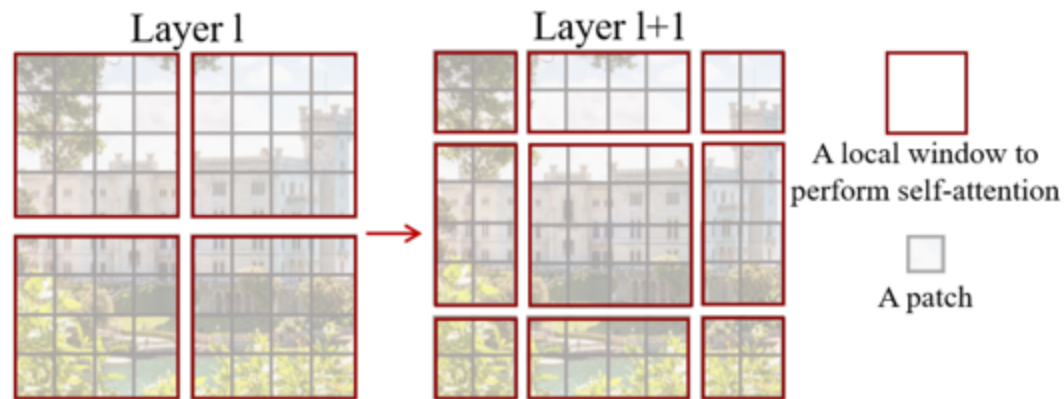 Layer l
Layer l+1
A local window to
perform self-attention
A patch